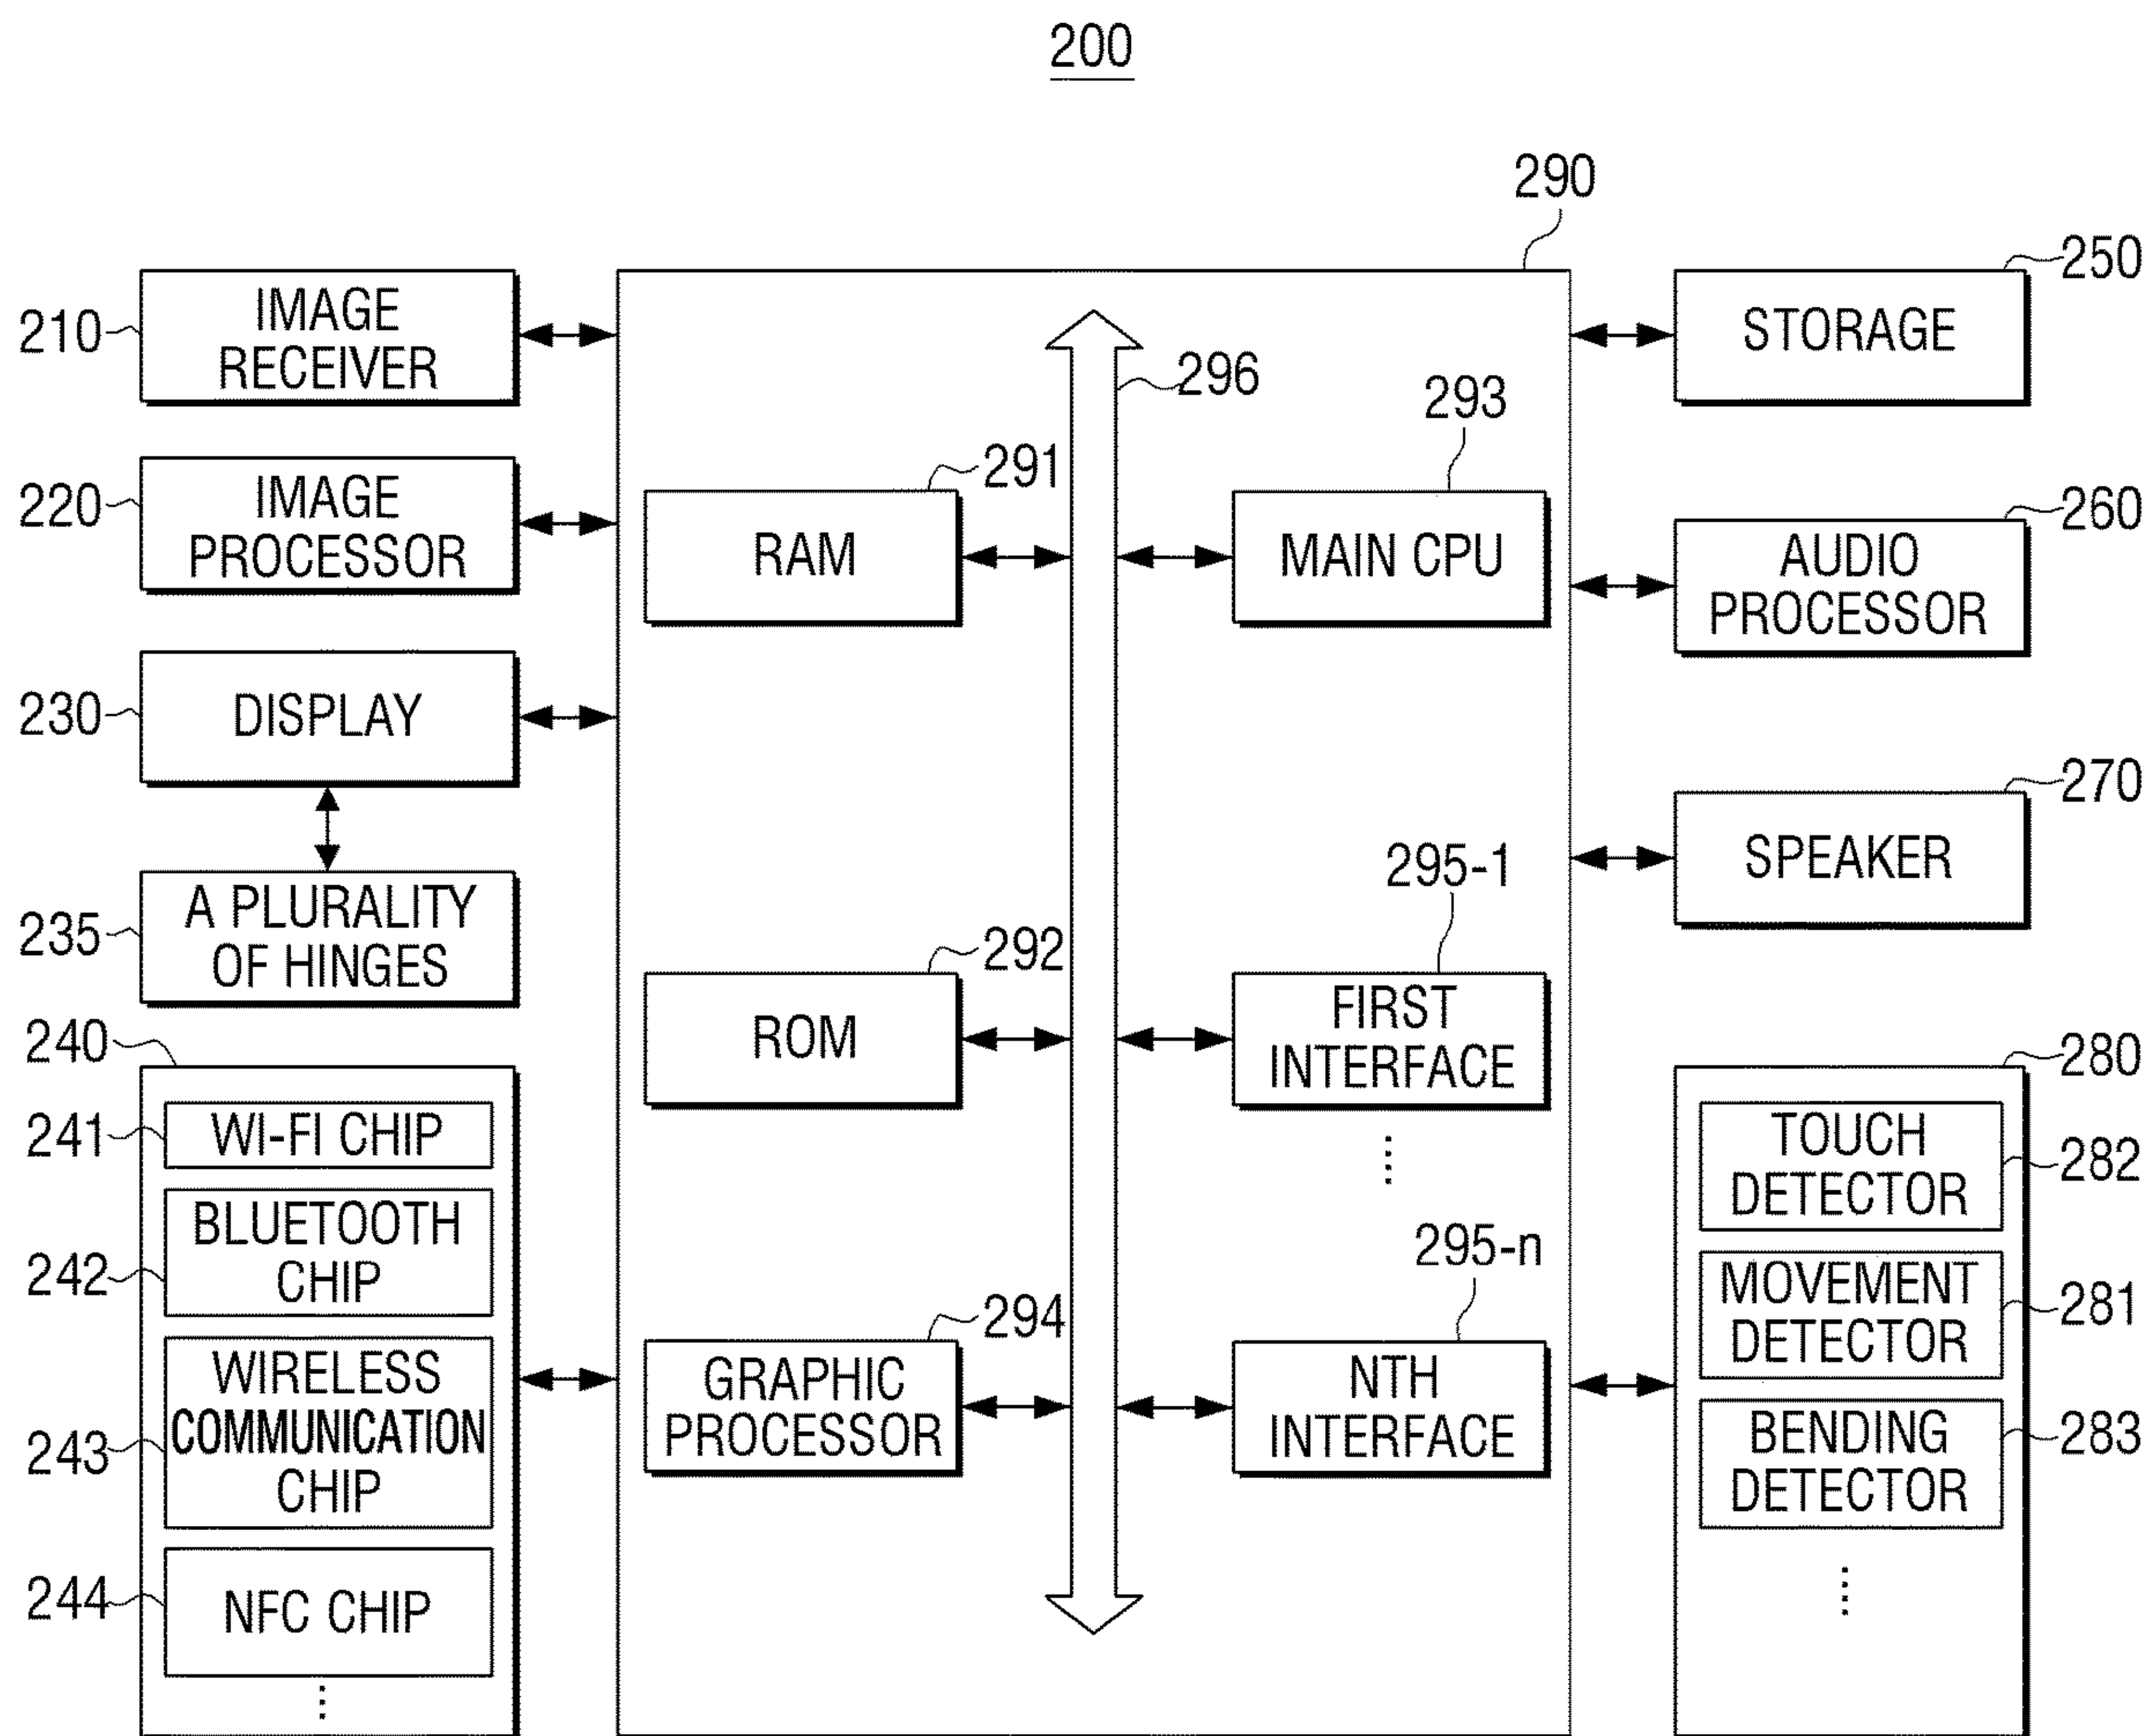 200
210
IMAGE
RECEIVER
220
IMAGE
PROCESSOR
230
DISPLAY
235
A PLURALITY
OF HINGES
240
241
WI-FI CHIP
242
BLUETOOTH
CHIP
243
WIRELESS
COMMUNICATION
CHIP
244
NFC CHIP
290
296
291
RAM
292
ROM
294
GRAPHIC
PROCESSOR
293
MAIN CPU
295-1
FIRST
INTERFACE
295-n
NTH
INTERFACE
250
STORAGE
260
AUDIO
PROCESSOR
270
SPEAKER
280
TOUCH
DETECTOR
282
MOVEMENT
DETECTOR
281
BENDING
DETECTOR
283